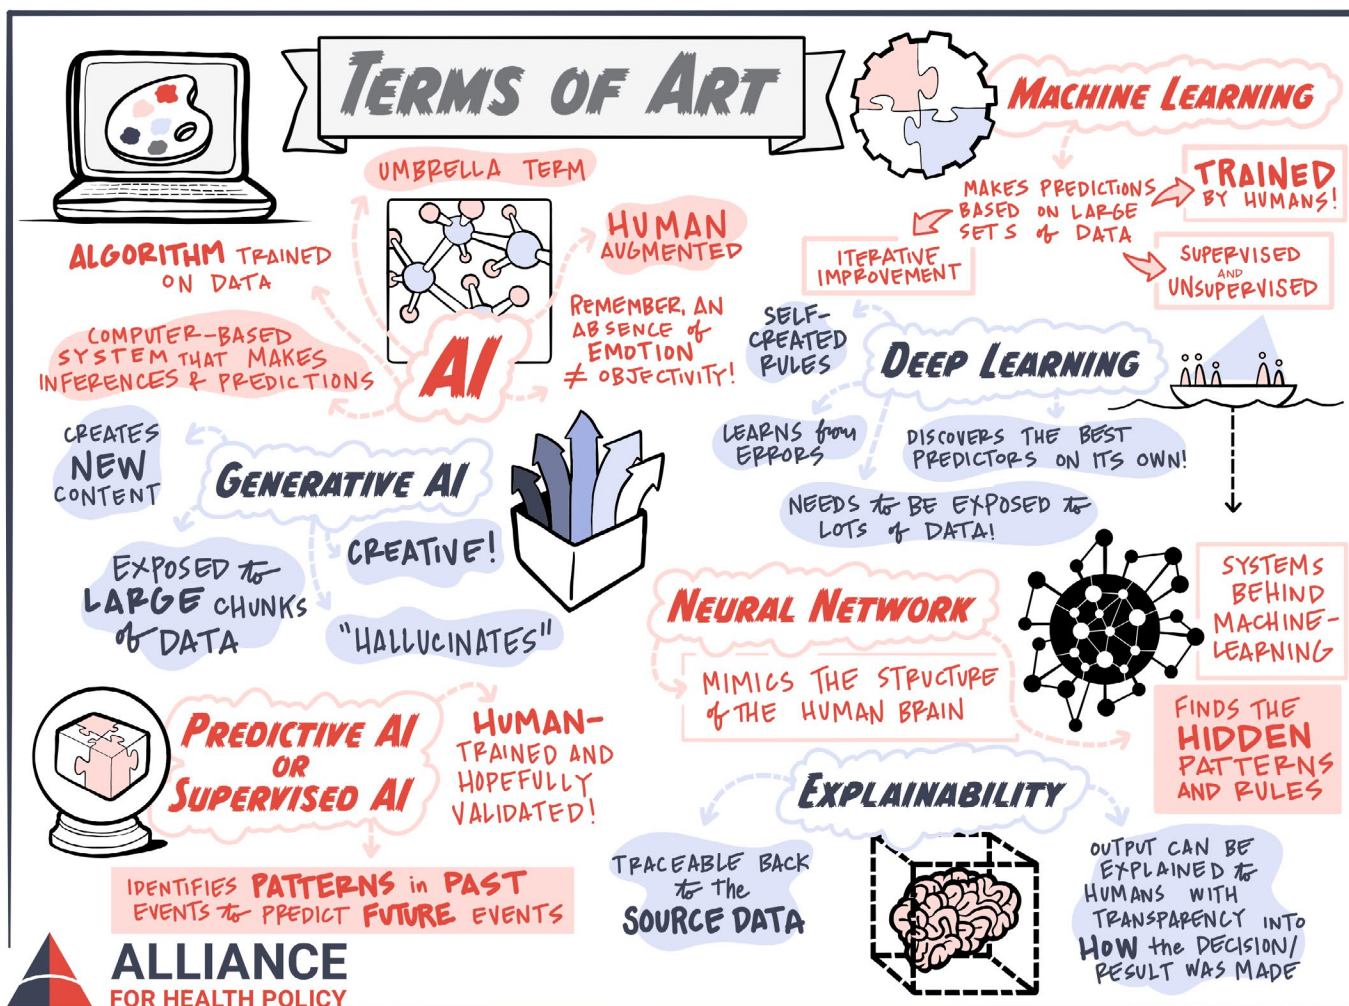 TERMS OF ART
UMBRELLA TERM
ALGORITHM TRAINED
ON DATA
HUMAN
AUGMENTED
COMPUTER-BASED
SYSTEM THAT MAKES
INFERENCES & PREDICTIONS
AI
REMEMBER, AN
ABSENCE of
EMOTION
≠ OBJECTIVITY!
MACHINE LEARNING
MAKES PREDICTIONS
BASED ON LARGE
SETS of DATA
TRAINED
BY HUMANS!
ITERATIVE
IMPROVEMENT
SUPERVISED
AND
UNSUPERVISED
DEEP LEARNING
SELF-
CREATED
RULES
LEARNS from
ERRORS
DISCOVERS THE BEST
PREDICTORS ON ITS OWN!
NEEDS to BE EXPOSED to
LOTS of DATA!
GENERATIVE AI
CREATES
NEW
CONTENT
EXPOSED to
LARGE CHUNKS
of DATA
CREATIVE!
"HALLUCINATES"
NEURAL NETWORK
MIMICS THE STRUCTURE
of THE HUMAN BRAIN
SYSTEMS
BEHIND
MACHINE-
LEARNING
FINDS THE
HIDDEN
PATTERNS
AND RULES
PREDICTIVE AI
OR
SUPERVISED AI
HUMAN-
TRAINED AND
HOPEFULLY
VALIDATED!
IDENTIFIES PATTERNS in PAST
EVENTS to PREDICT FUTURE EVENTS
EXPLAINABILITY
TRACEABLE BACK
to the
SOURCE DATA
OUTPUT CAN BE
EXPLAINED to
HUMANS WITH
TRANSPARENCY INTO
HOW the DECISION/
RESULT WAS MADE
ALLIANCE
FOR HEALTH POLICY